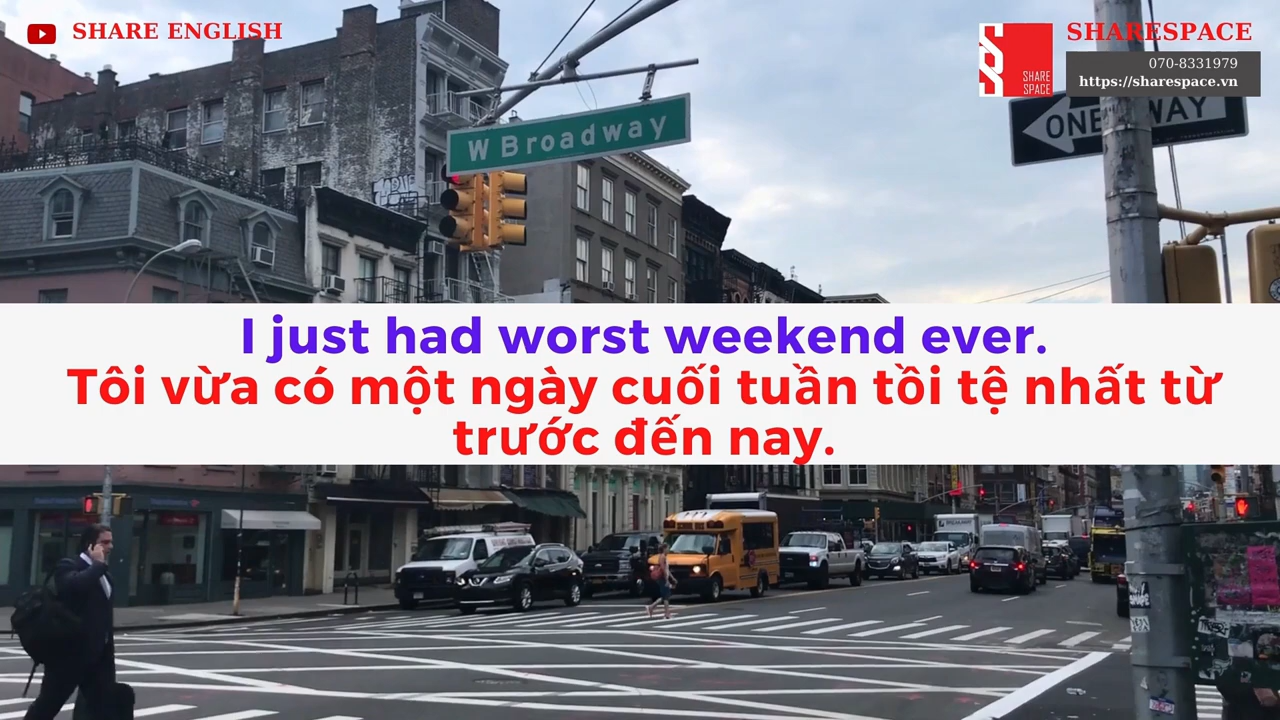 SHARE ENGLISH
SHARESPACE
070-8331979
https://sharespace.vn
SHARE
SPACE
W Broadway
ONE WAY
I just had worst weekend ever.
Tôi vừa có một ngày cuối tuần tồi tệ nhất từ
trước đến nay.